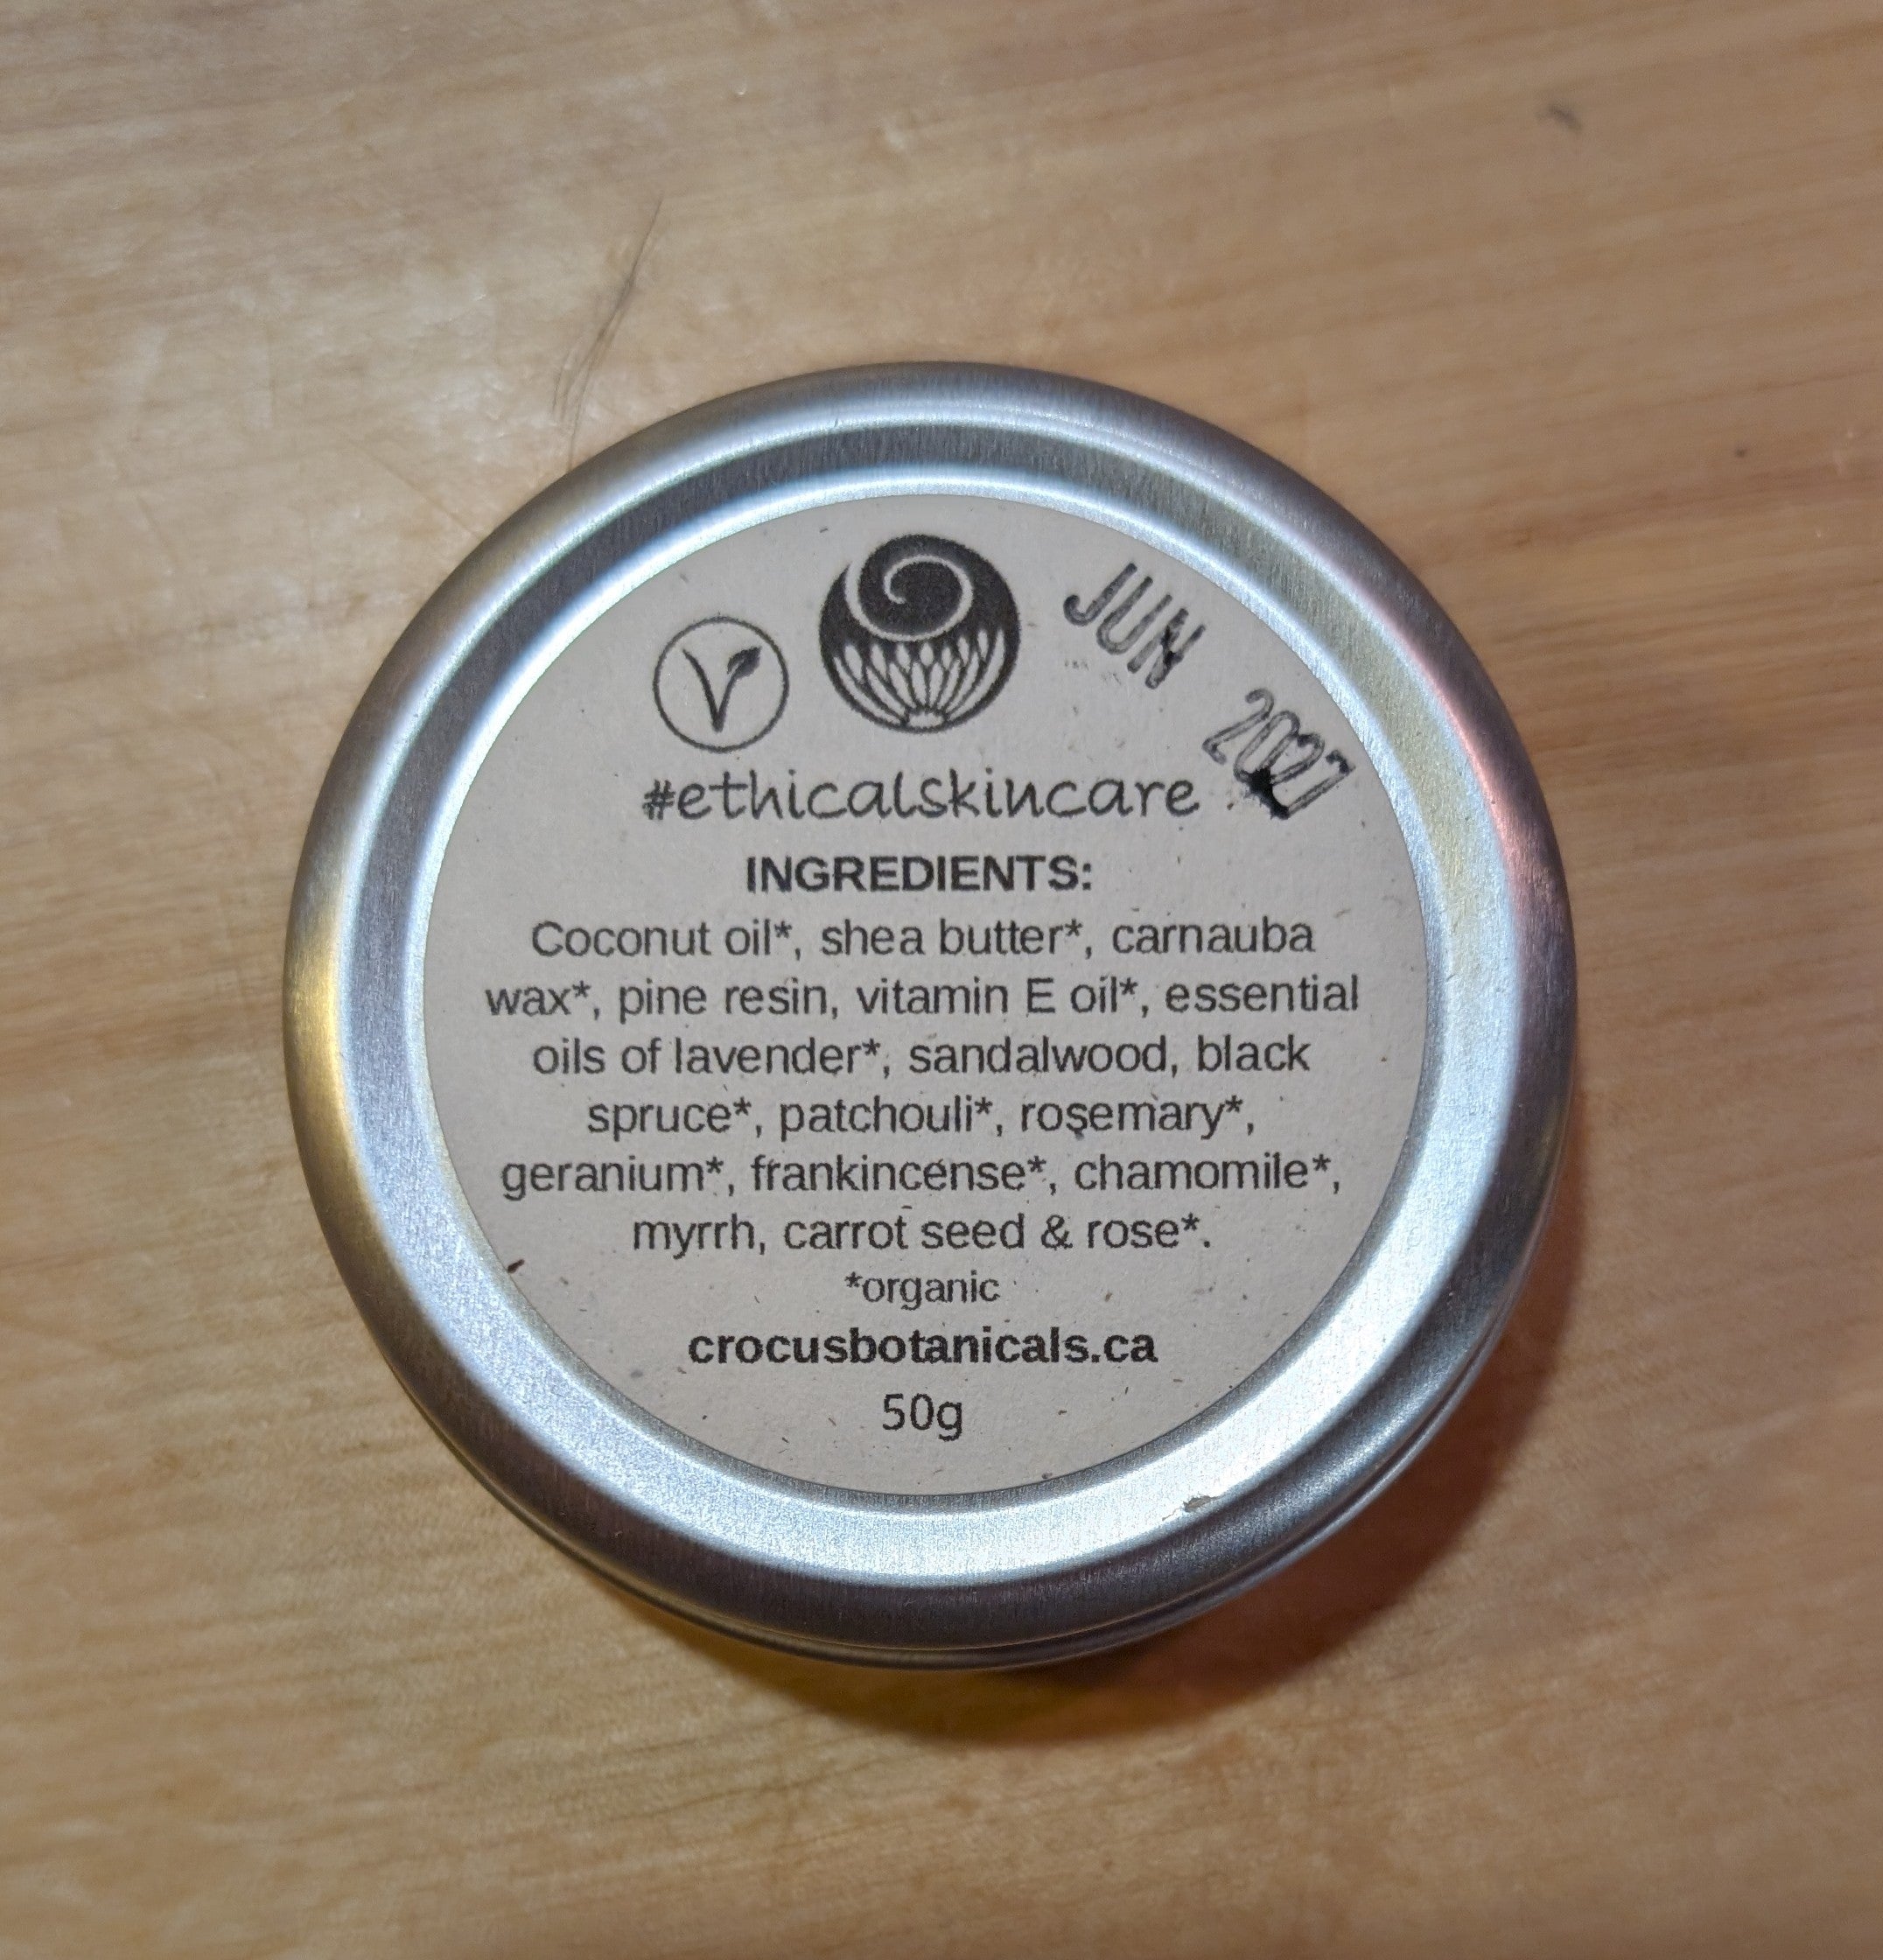 JUN 2027
#ethicalskincare
INGREDIENTS:
Coconut oil*, shea butter*, carnauba
wax*, pine resin, vitamin E oil*, essential
oils of lavender*, sandalwood, black
spruce*, patchouli*, rosemary*,
geranium*, frankincense*, chamomile*,
myrrh, carrot seed & rose*.
*organic
crocusbotanicals.ca
50g